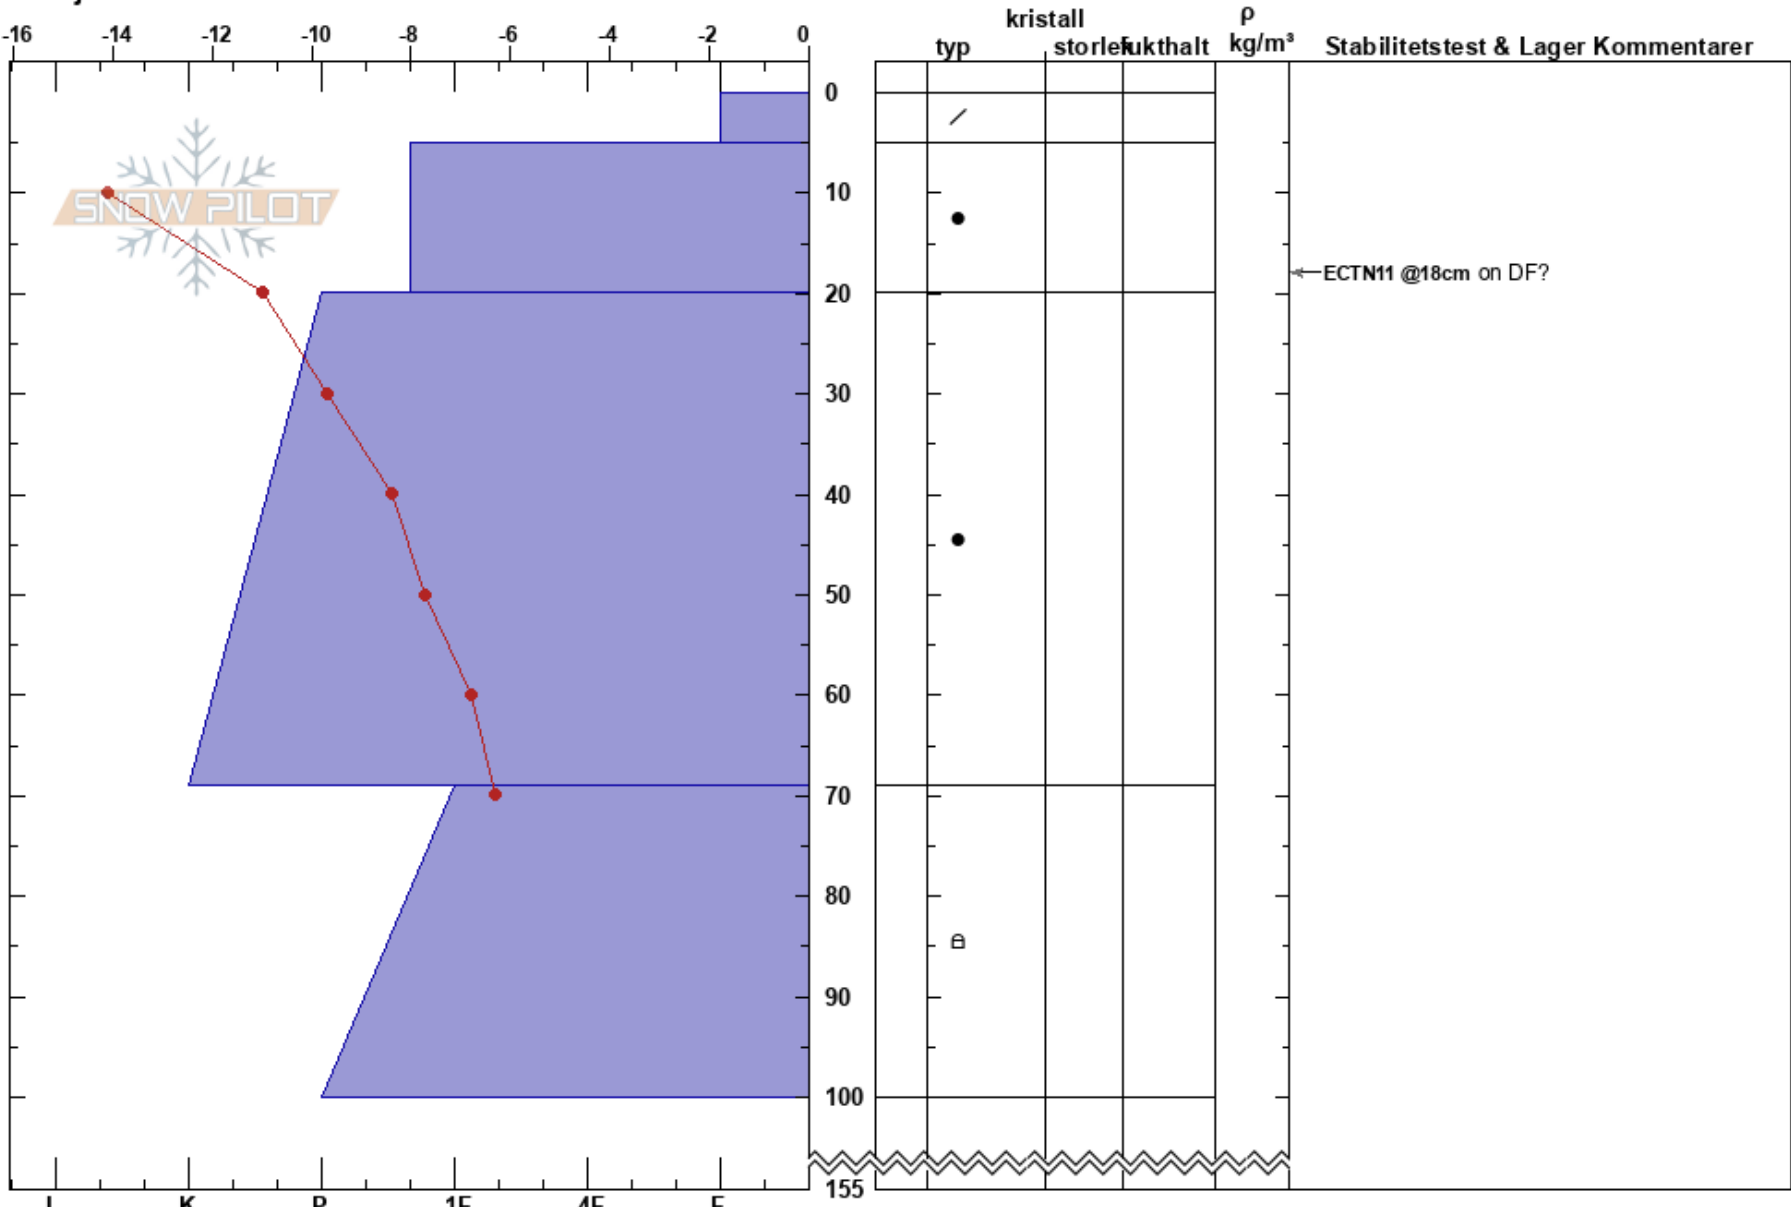 kristall ρ
-16 -14 -12 -10 -8 -6 -4 -2 0 typ storlek fukthalt kg/m³ Stabilitetstest & Lager Kommentarer
0
SNOW PILOT
10
ECTN11 @18cm on DF?
20
30
40
50
60
70
80
90
100
155
I K P 1F 4F F